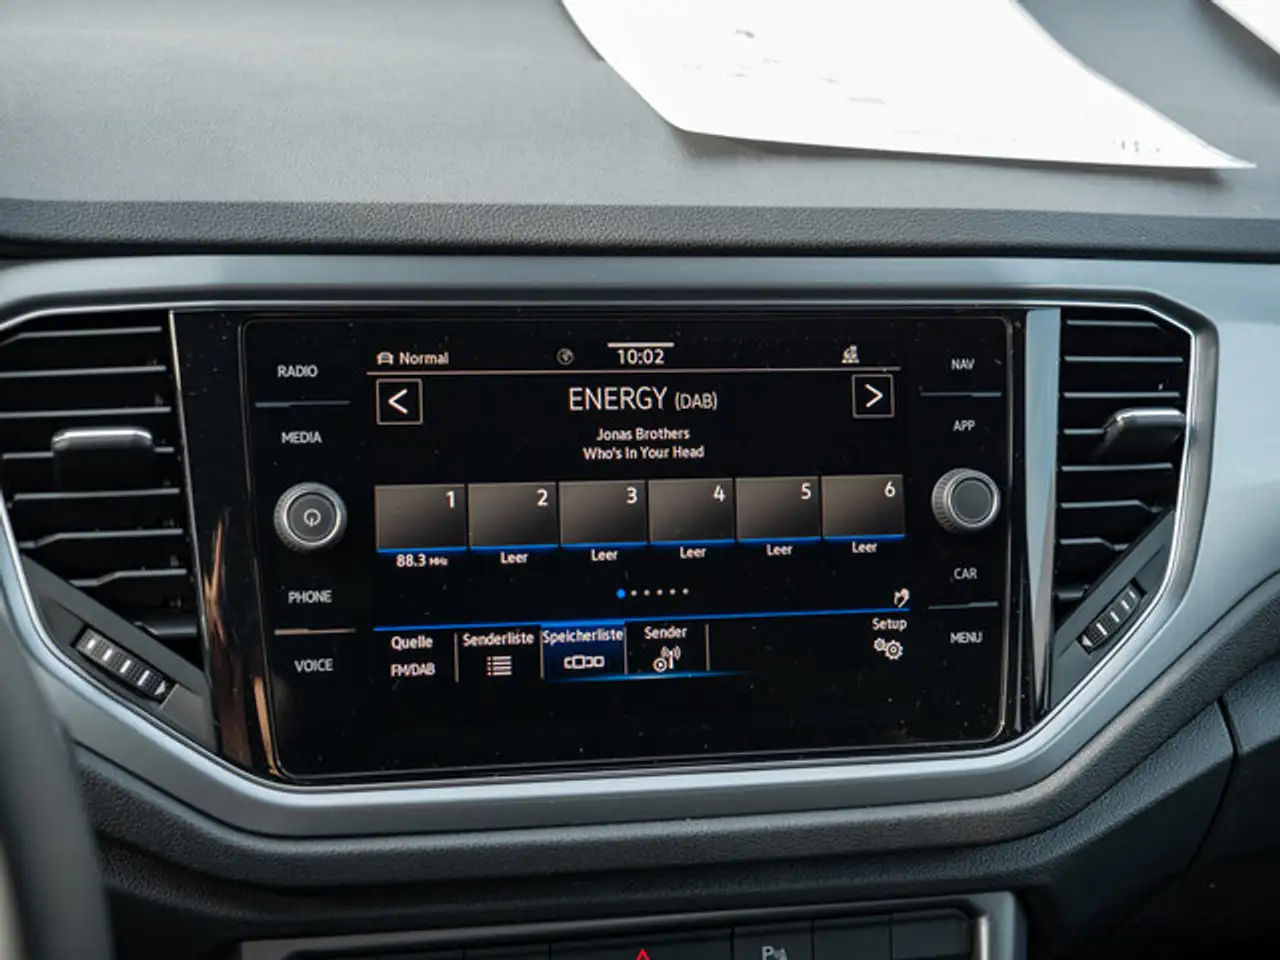 RADIO
MEDIA
PHONE
VOICE
Normal
10:02
ENERGY (DAB)
Jonas Brothers
Who's In Your Head
1
2
3
4
5
6
88.3 MHz
Leer
Leer
Leer
Leer
Leer
Quelle
FM/DAB
Senderliste
Speicherliste
Sender
Setup
NAV
APP
CAR
MENU
P